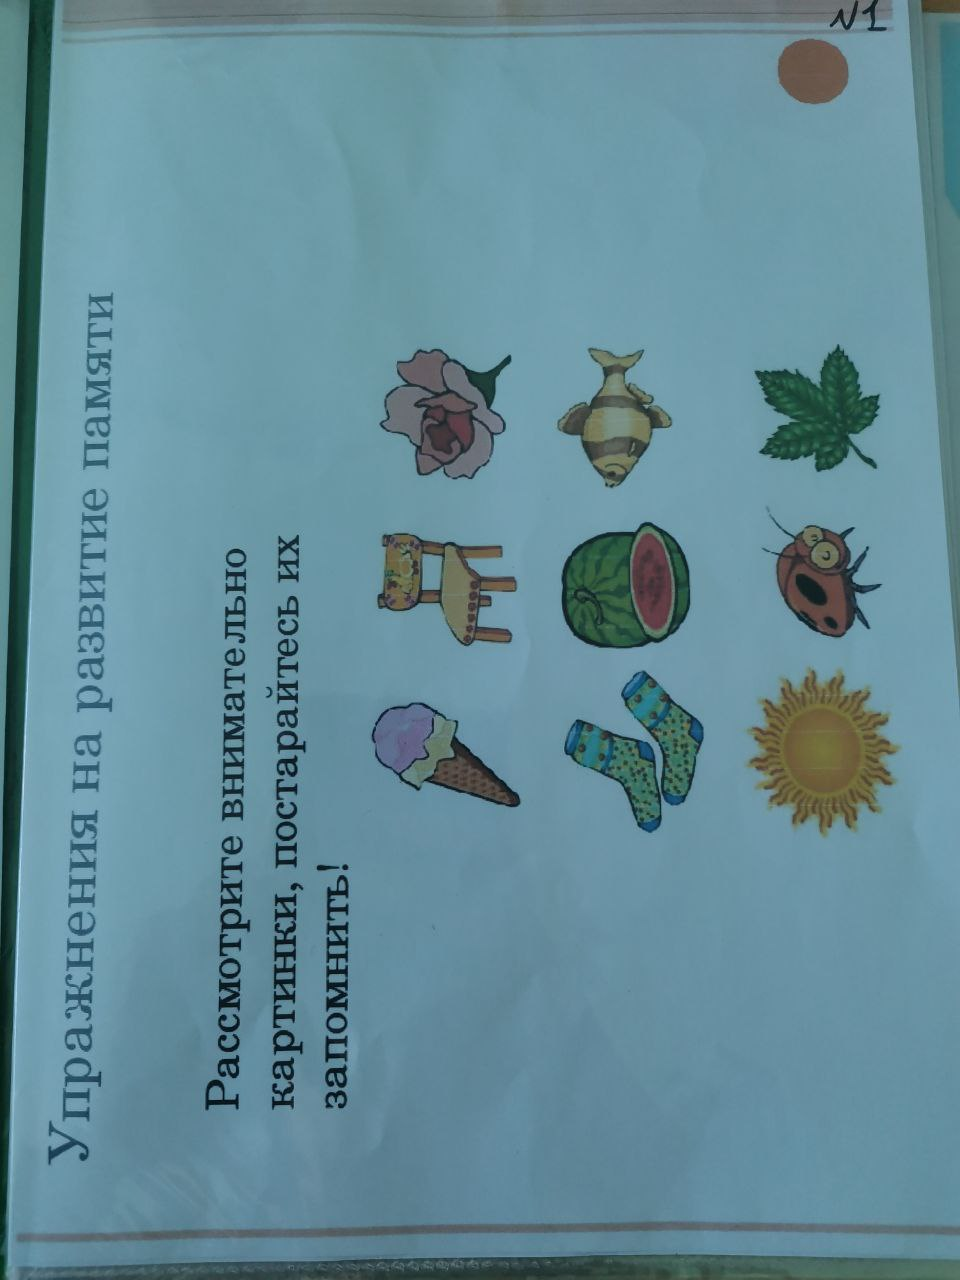 Упражнения на развитие памяти
Рассмотрите внимательно
картинки, постарайтесь их
запомнить!
№1